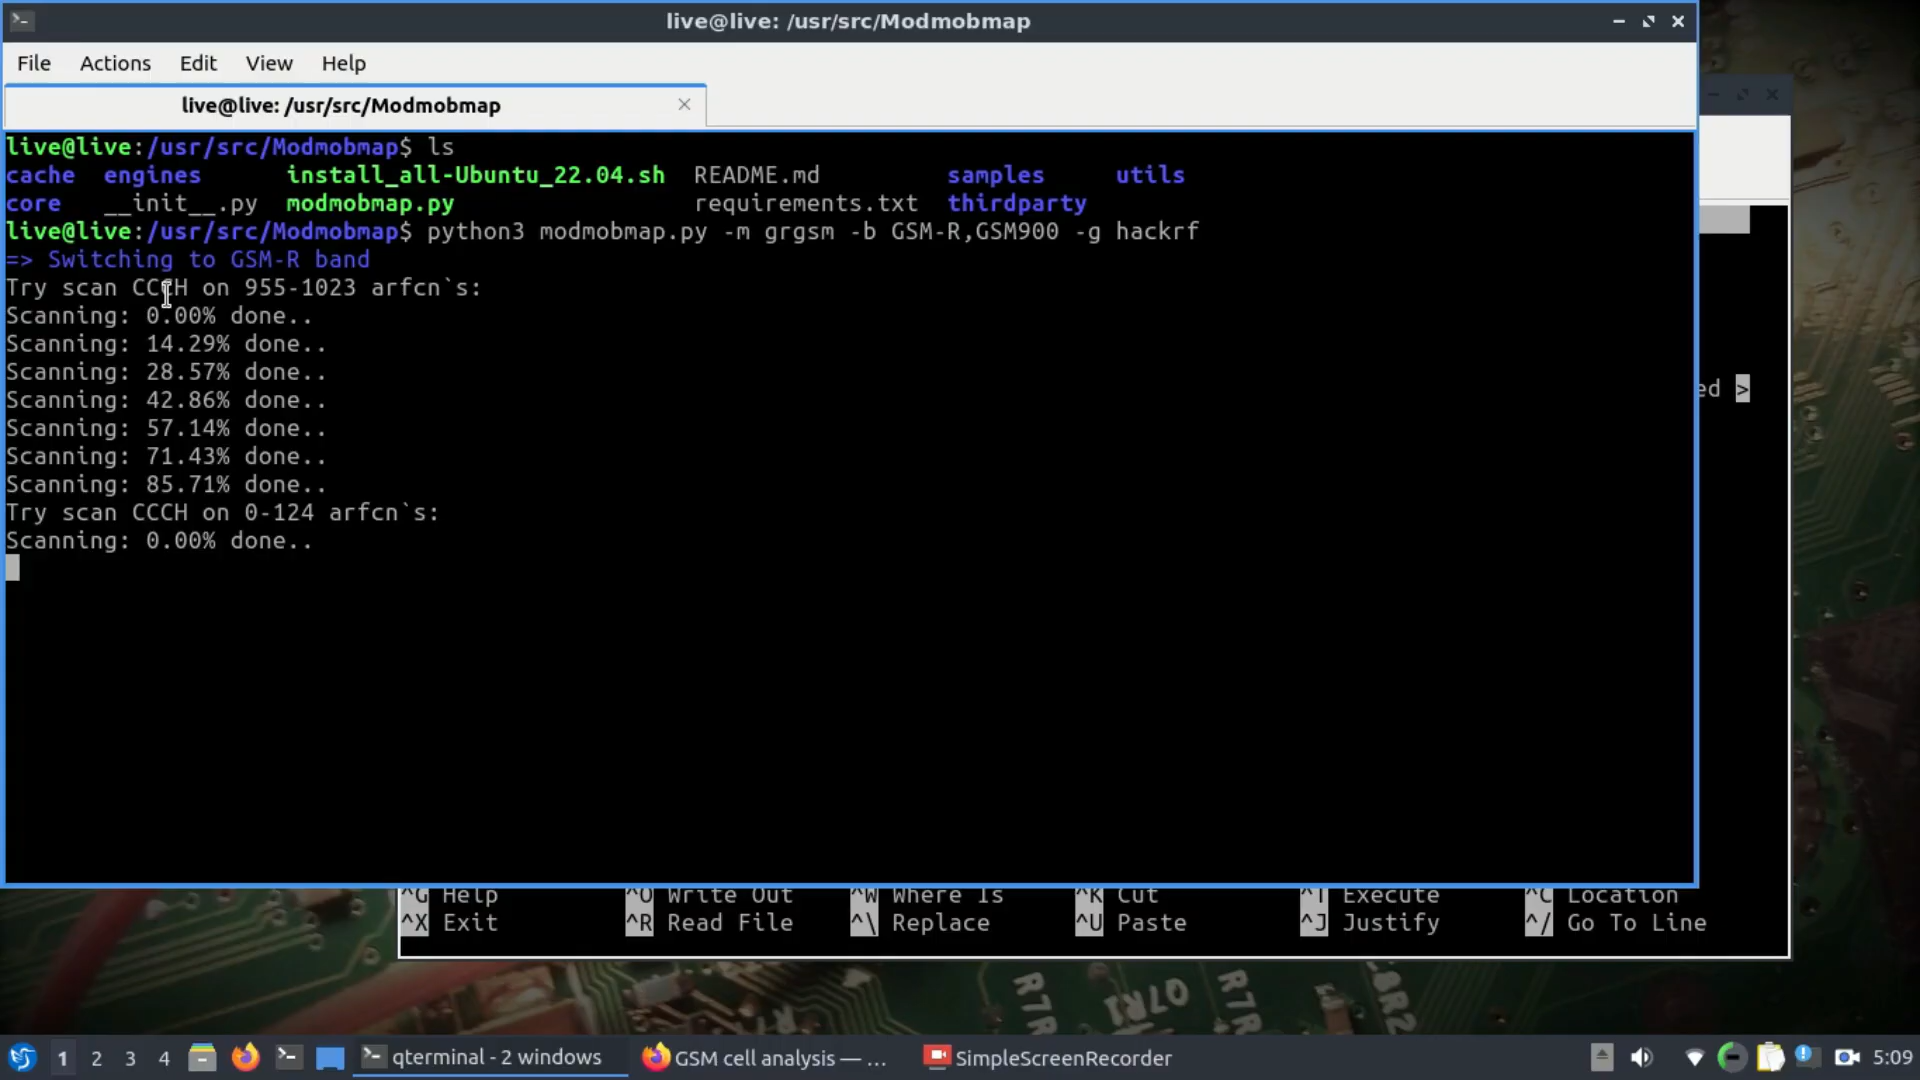 live@live: /usr/src/Modmobmap
File Actions Edit View Help
live@live: /usr/src/Modmobmap
live@live:/usr/src/Modmobmap$ ls
cache engines install_all-Ubuntu_22.04.sh README.md samples utils
core __init__.py modmobmap.py requirements.txt thirdparty
live@live:/usr/src/Modmobmap$ python3 modmobmap.py -m grgsm -b GSM-R,GSM900 -g hackrf
=> Switching to GSM-R band
Try scan CCCH on 955-1023 arfcn`s:
Scanning: 0.00% done..
Scanning: 14.29% done..
Scanning: 28.57% done..
Scanning: 42.86% done..
Scanning: 57.14% done..
Scanning: 71.43% done..
Scanning: 85.71% done..
Try scan CCCH on 0-124 arfcn`s:
Scanning: 0.00% done..
ed >
^G Help ^O Write Out ^W Where Is ^K Cut ^T Execute ^C Location
^X Exit ^R Read File ^\ Replace ^U Paste ^J Justify ^/ Go To Line
R7R Q7R1 R7R
1 2 3 4 qterminal - 2 windows GSM cell analysis — ... SimpleScreenRecorder 5:09